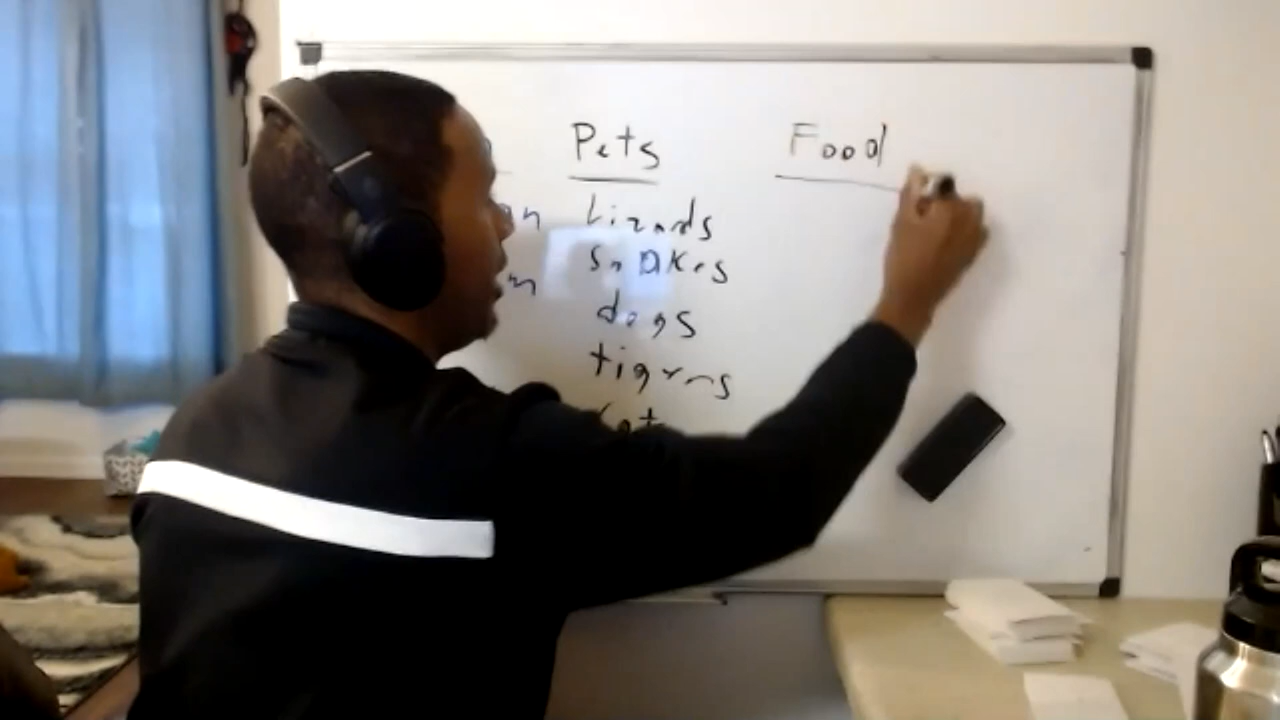 Pets Food
Lizards
snakes
dogs
tigers